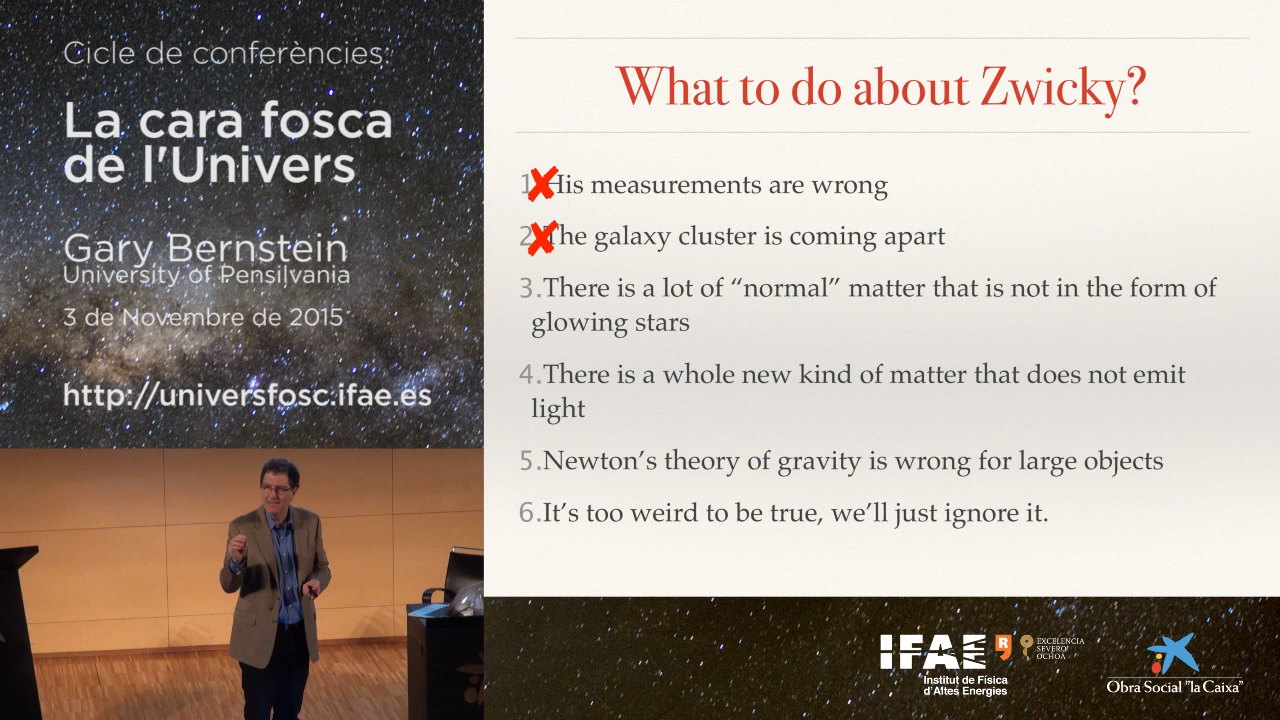 Cicle de conferències:
La cara fosca
de l'Univers
Gary Bernstein
University of Pensilvania
3 de Novembre de 2015
http://universfosc.ifae.es
What to do about Zwicky?
1. His measurements are wrong
2. The galaxy cluster is coming apart
3. There is a lot of “normal” matter that is not in the form of
glowing stars
4. There is a whole new kind of matter that does not emit
light
5. Newton’s theory of gravity is wrong for large objects
6. It’s too weird to be true, we’ll just ignore it.
IFAE
Institut de Física
d'Altes Energies
EXCELENCIA
SEVERO
OCHOA
Obra Social "la Caixa"